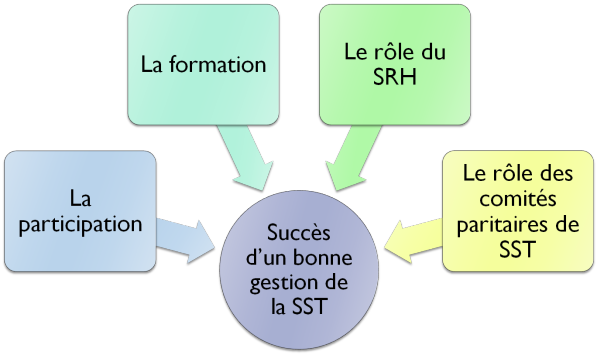 La formation
Le rôle du
SRH
La
participation
Le rôle des
comités
paritaires de
SST
Succès
d'un bonne
gestion de
la SST